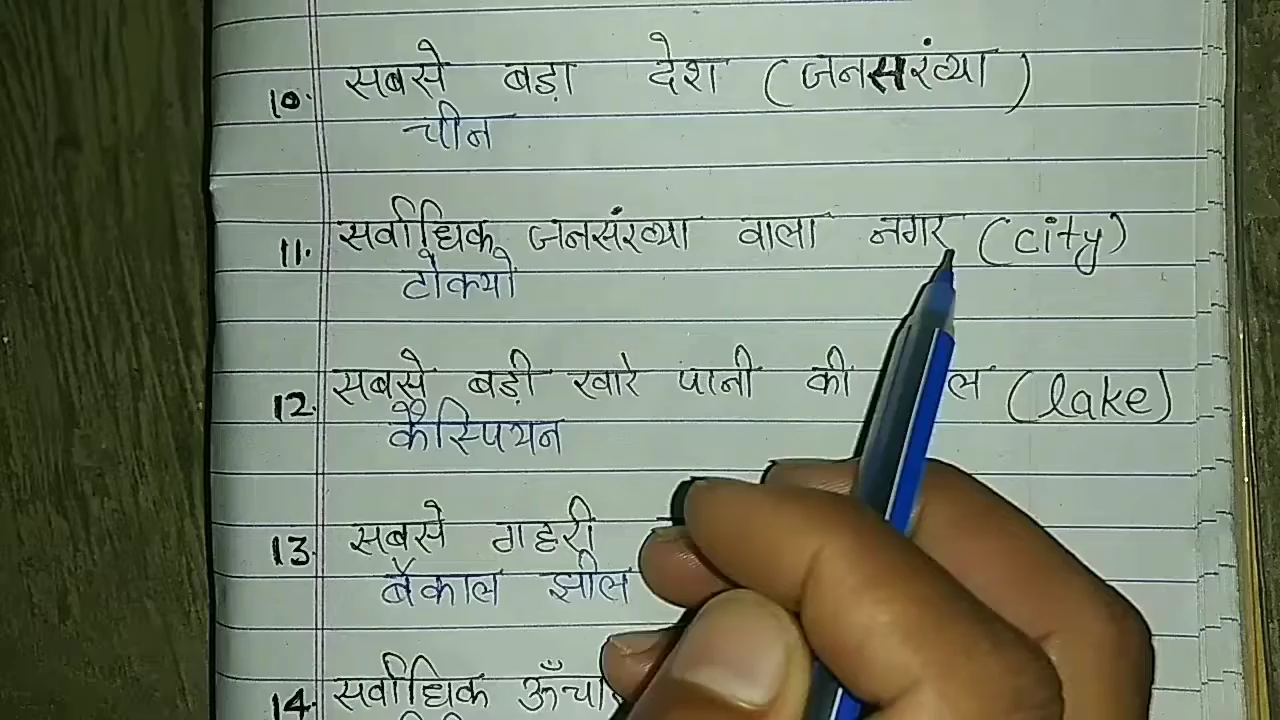 10. सबसे बड़ा देश (जनसंख्या)
चीन
11. सर्वाधिक जनसंख्या वाला नगर (city)
टोक्यो
12. सबसे बड़ी खारे पानी की (lake)
कैस्पियन
13. सबसे गहरी
बैकाल झील
14. सर्वाधिक